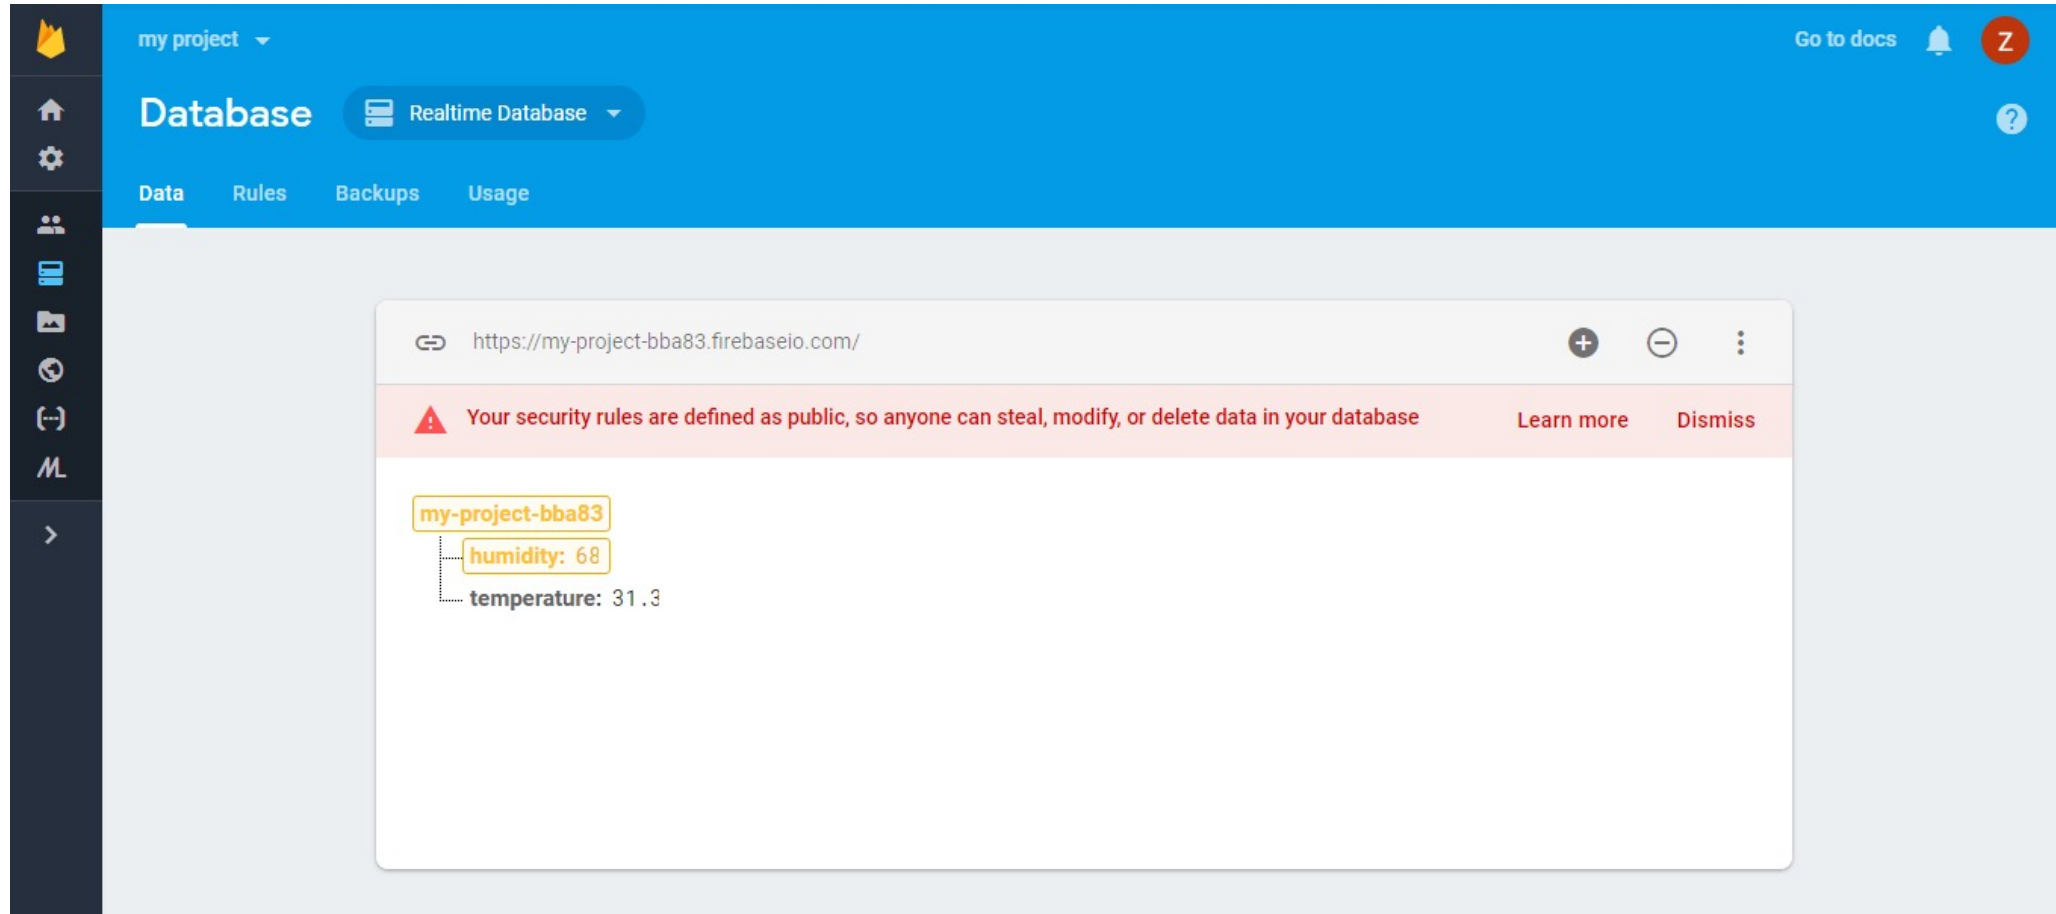 my project
Go to docs
Z
Database
Realtime Database
Data
Rules
Backups
Usage
https://my-project-bba83.firebaseio.com/
Your security rules are defined as public, so anyone can steal, modify, or delete data in your database
Learn more
Dismiss
my-project-bba83
humidity: 68
temperature: 31.3
ML